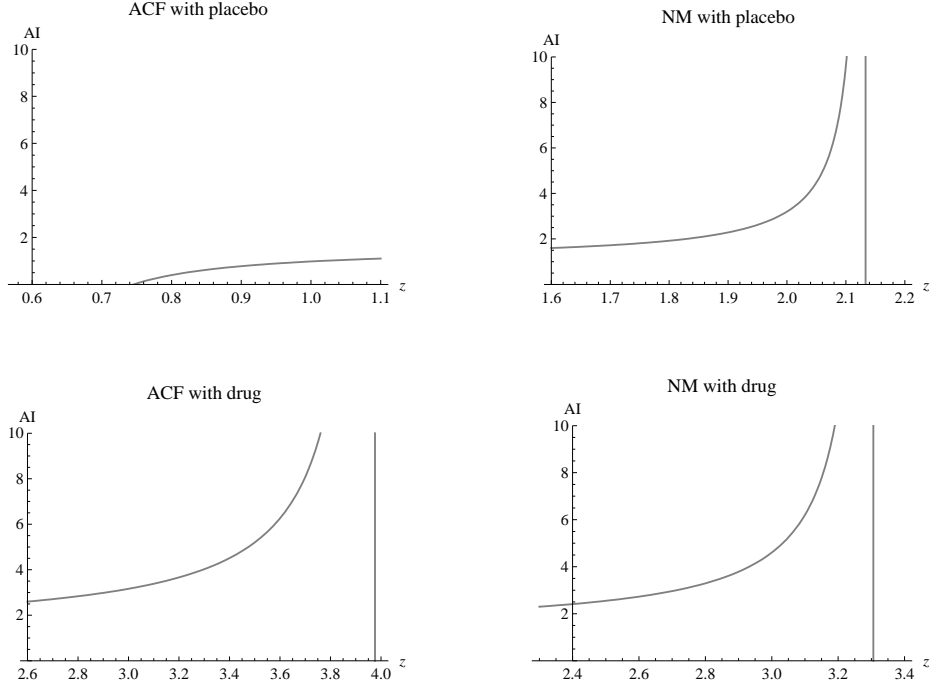 ACF with placebo
AI
10
8
6
4
2
0.6 0.7 0.8 0.9 1.0 1.1 z
NM with placebo
AI
10
8
6
4
2
1.6 1.7 1.8 1.9 2.0 2.1 2.2 z
ACF with drug
AI
10
8
6
4
2
2.6 2.8 3.0 3.2 3.4 3.6 3.8 4.0 z
NM with drug
AI
10
8
6
4
2
2.4 2.6 2.8 3.0 3.2 3.4 z